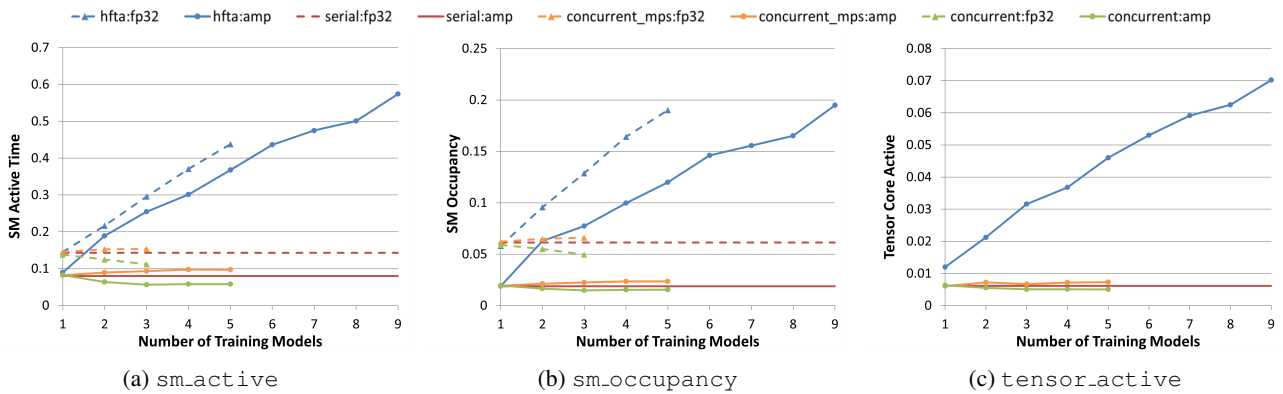 hfta:fp32 hfta:amp serial:fp32 serial:amp concurrent_mps:fp32 concurrent_mps:amp concurrent:fp32 concurrent:amp
SM Active Time
0.7
0.6
0.5
0.4
0.3
0.2
0.1
0
1 2 3 4 5 6 7 8 9
Number of Training Models
(a) sm_active
SM Occupancy
0.25
0.2
0.15
0.1
0.05
0
1 2 3 4 5 6 7 8 9
Number of Training Models
(b) sm_occupancy
Tensor Core Active
0.08
0.07
0.06
0.05
0.04
0.03
0.02
0.01
0
1 2 3 4 5 6 7 8 9
Number of Training Models
(c) tensor_active